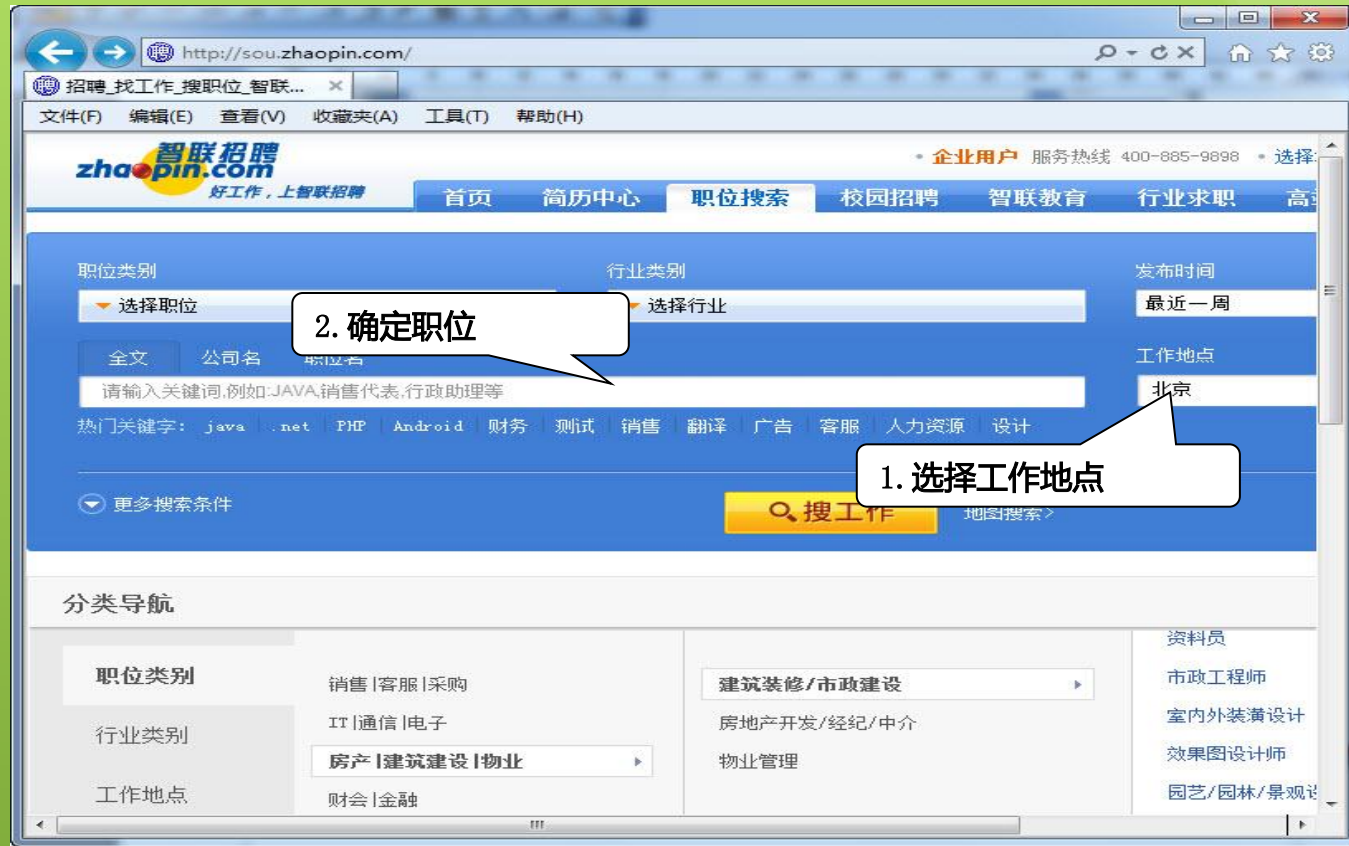 http://sou.zhaopin.com/
招聘_找工作_搜职位_智联...
文件(F) 编辑(E) 查看(V) 收藏夹(A) 工具(T) 帮助(H)
智联招聘
zhaopin.com
好工作，上智联招聘
• 企业用户 服务热线 400-885-9898 • 选择
首页 简历中心 职位搜索 校园招聘 智联教育 行业求职 高
职位类别 行业类别 发布时间
选择职位 选择行业 最近一周
2.确定职位
全文 公司名 职位名 工作地点
请输入关键词,例如:JAVA,销售代表,行政助理等 北京
热门关键字: java .net PHP Android 财务 测试 销售 翻译 广告 客服 人力资源 设计
1.选择工作地点
更多搜索条件 搜工作 地图搜索>
分类导航
资料员
职位类别 销售|客服|采购 建筑装修/市政建设 市政工程师
行业类别 IT|通信|电子 房地产开发/经纪/中介 室内外装潢设计
房产|建筑建设|物业 物业管理 效果图设计师
工作地点 财会|金融 园艺/园林/景观